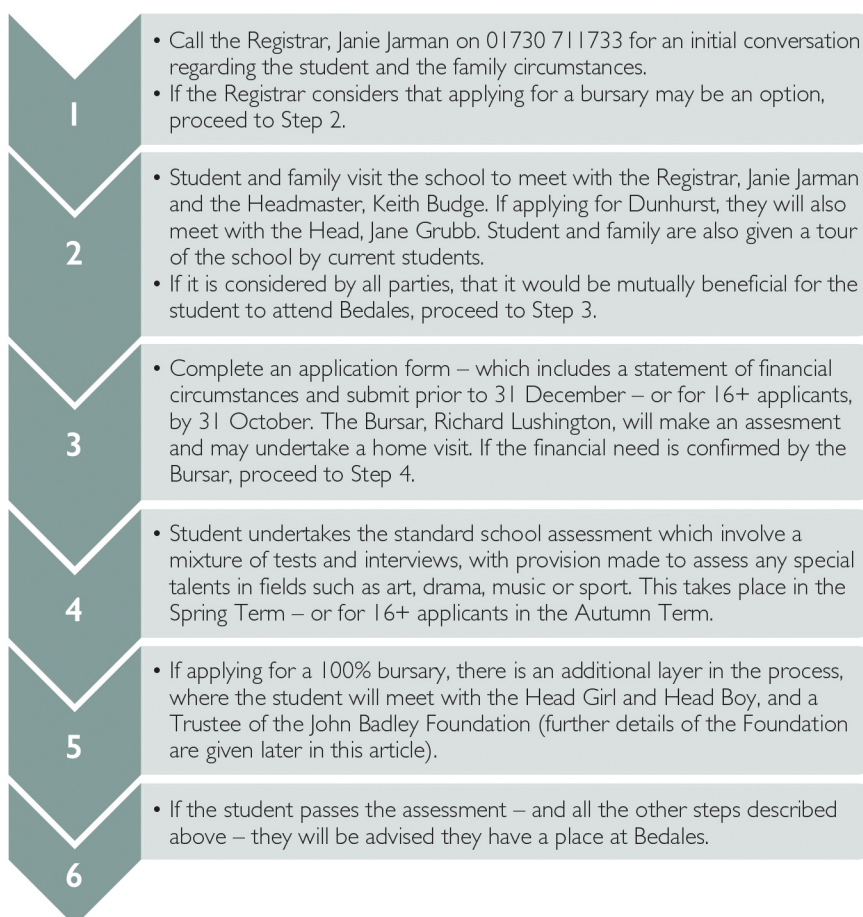 1
• Call the Registrar, Janie Jarman on 01730 711733 for an initial conversation
regarding the student and the family circumstances.
• If the Registrar considers that applying for a bursary may be an option,
proceed to Step 2.
2
• Student and family visit the school to meet with the Registrar, Janie Jarman
and the Headmaster, Keith Budge. If applying for Dunhurst, they will also
meet with the Head, Jane Grubb. Student and family are also given a tour
of the school by current students.
• If it is considered by all parties, that it would be mutually beneficial for the
student to attend Bedales, proceed to Step 3.
3
• Complete an application form – which includes a statement of financial
circumstances and submit prior to 31 December – or for 16+ applicants,
by 31 October. The Bursar, Richard Lushington, will make an assesment
and may undertake a home visit. If the financial need is confirmed by the
Bursar, proceed to Step 4.
4
• Student undertakes the standard school assessment which involve a
mixture of tests and interviews, with provision made to assess any special
talents in fields such as art, drama, music or sport. This takes place in the
Spring Term – or for 16+ applicants in the Autumn Term.
5
• If applying for a 100% bursary, there is an additional layer in the process,
where the student will meet with the Head Girl and Head Boy, and a
Trustee of the John Badley Foundation (further details of the Foundation
are given later in this article).
6
• If the student passes the assessment – and all the other steps described
above – they will be advised they have a place at Bedales.